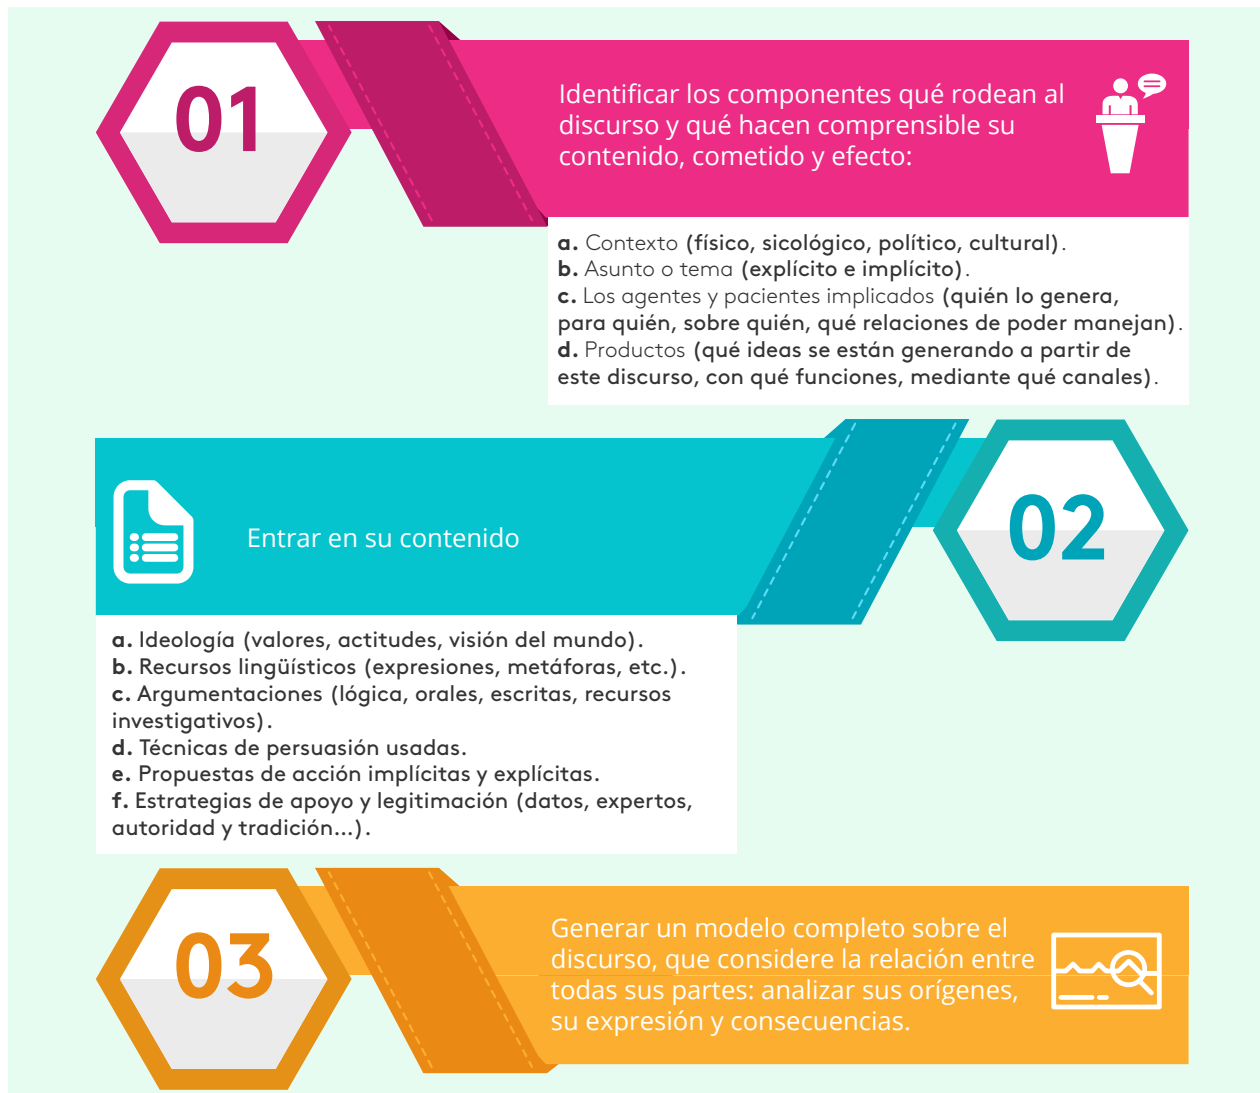 01
Identificar los componentes qué rodean al
discurso y qué hacen comprensible su
contenido, cometido y efecto:
a. Contexto (físico, sicológico, político, cultural).
b. Asunto o tema (explícito e implícito).
c. Los agentes y pacientes implicados (quién lo genera,
para quién, sobre quién, qué relaciones de poder manejan).
d. Productos (qué ideas se están generando a partir de
este discurso, con qué funciones, mediante qué canales).
02
Entrar en su contenido
a. Ideología (valores, actitudes, visión del mundo).
b. Recursos lingüísticos (expresiones, metáforas, etc.).
c. Argumentaciones (lógica, orales, escritas, recursos
investigativos).
d. Técnicas de persuasión usadas.
e. Propuestas de acción implícitas y explícitas.
f. Estrategias de apoyo y legitimación (datos, expertos,
autoridad y tradición...).
03
Generar un modelo completo sobre el
discurso, que considere la relación entre
todas sus partes: analizar sus orígenes,
su expresión y consecuencias.